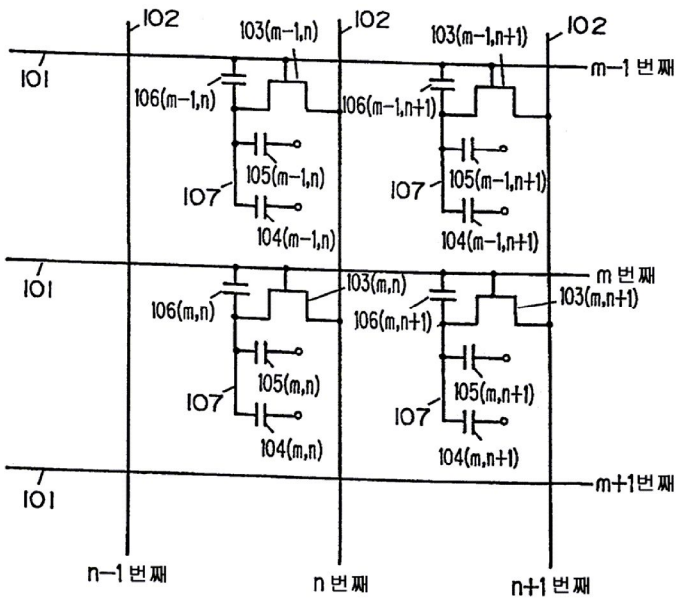 102
103(m-1,n)
102
103(m-1,n+1)
102
101
m-1 번째
106(m-1,n)
106(m-1,n+1)
105(m-1,n)
105(m-1,n+1)
107
107
104(m-1,n)
104(m-1,n+1)
m 번째
101
103(m,n)
103(m,n+1)
106(m,n)
106(m,n+1)
105(m,n)
105(m,n+1)
107
107
104(m,n)
104(m,n+1)
m+1 번째
101
n-1 번째
n 번째
n+1 번째